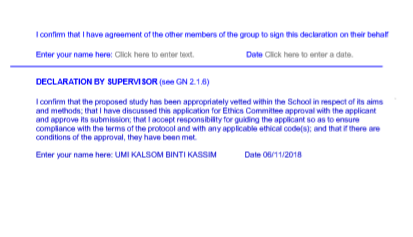 I confirm that I have agreement of the other members of the group to sign this declaration on their behalf
Enter your name here: Click here to enter text. Date Click here to enter a date.
DECLARATION BY SUPERVISOR (see GN 2.1.6)
I confirm that the proposed study has been appropriately vetted within the School in respect of its aims
and methods; that I have discussed this application for Ethics Committee approval with the applicant
and approve its submission; that I accept responsibility for guiding the applicant so as to ensure
compliance with the terms of the protocol and with any applicable ethical code(s); and that if there are
conditions of the approval, they have been met.
Enter your name here: UMI KALSOM BINTI KASSIM Date 06/11/2018